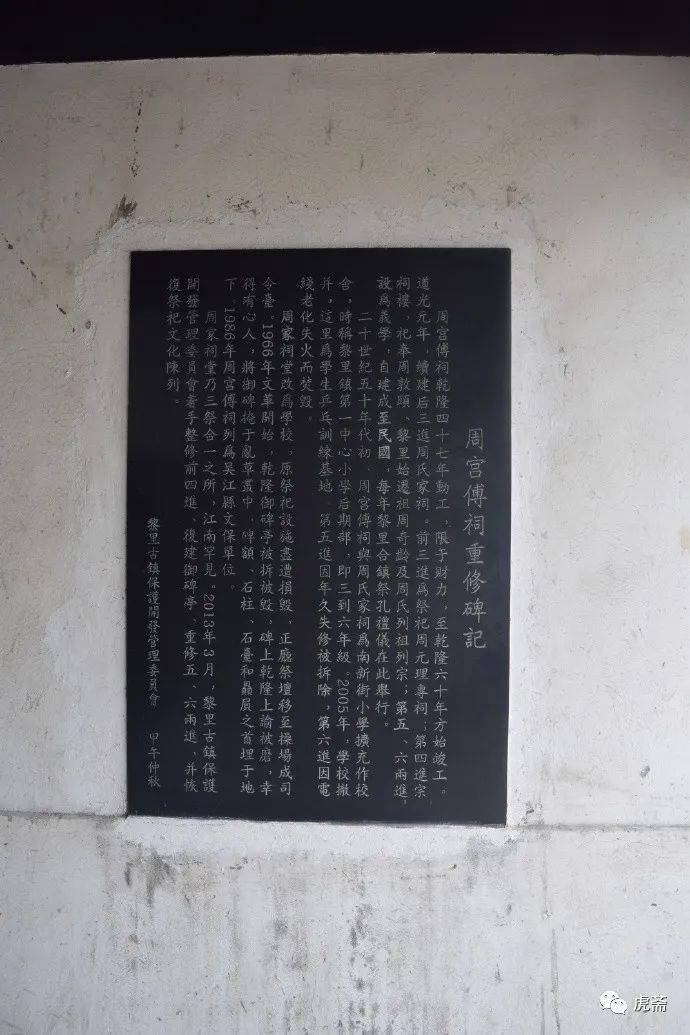 周宫傅祠重修碑記
周宫傅祠乾隆四十七年動工，限于財力，至乾隆六十年方始竣工。
道光元年，續建后三進周氏家祠。前三進爲祭祀周元理專祠；第四進宗
祠樓，祀奉周敦頤、黎里始遷祖周奇齡及周氏列祖列宗；第五、六兩進，
設爲義學，自建成至民國，每年黎里合鎮祭孔禮儀在此舉行。
二十世紀五十年代初，周宫傅祠與周氏家祠爲南新街小學擴充作校
舍，時稱黎里鎮第一中心小學后期部，即三到六年級。2005年，學校撤
并，這里爲學生乒乓訓練基地。第五進因年久失修被拆除，第六進因電
綫老化失火而焚毀。
周家祠堂改爲學校，原祭祀設施盡遭損毀，正廳祭壇移至操場成司
令臺。1966年文革開始，乾隆御碑亭被拆被毀，碑上乾隆上諭被磨，幸
得有心人，將御碑掩于亂草叢中，碑額、石柱、石臺和贔屓之首埋于地
下。1986年周宫傅祠列爲吴江縣文保單位。
周家祠堂乃三祭合一之所，江南罕見。2013年3月，黎里古鎮保護
開發管理委員會着手整修前四進、復建御碑亭、重修五、六兩進，并恢
復祭祀文化陳列。
黎里古鎮保護開發管理委員會　甲午仲秋
虎斋